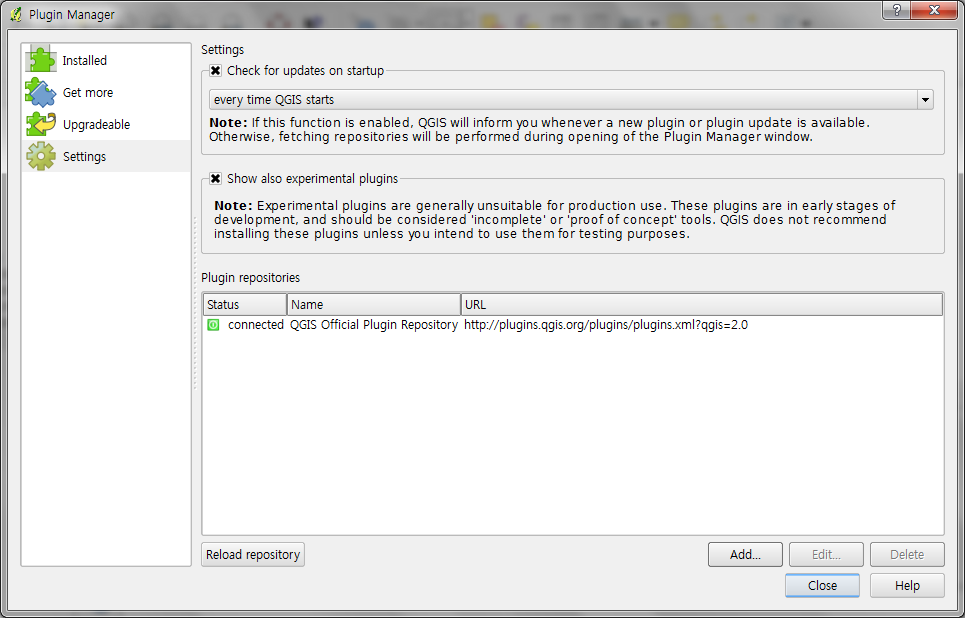 Plugin Manager
?
Installed
Get more
Upgradeable
Settings
Settings
Check for updates on startup
every time QGIS starts
Note: If this function is enabled, QGIS will inform you whenever a new plugin or plugin update is available.
Otherwise, fetching repositories will be performed during opening of the Plugin Manager window.
Show also experimental plugins
Note: Experimental plugins are generally unsuitable for production use. These plugins are in early stages of
development, and should be considered 'incomplete' or 'proof of concept' tools. QGIS does not recommend
installing these plugins unless you intend to use them for testing purposes.
Plugin repositories
Status Name URL
connected QGIS Official Plugin Repository http://plugins.qgis.org/plugins/plugins.xml?qgis=2.0
Reload repository Add... Edit... Delete
Close Help